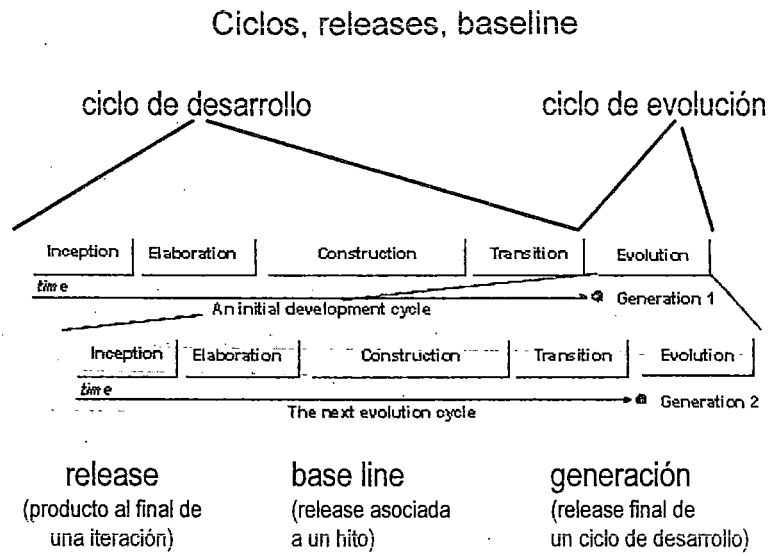 Ciclos, releases, baseline
ciclo de desarrollo
ciclo de evolución
Inception Elaboration Construction Transition Evolution
time
An initial development cycle
Generation 1
Inception Elaboration Construction Transition Evolution
time
The next evolution cycle
Generation 2
release
(producto al final de
una iteración)
base line
(release asociada
a un hito)
generación
(release final de
un ciclo de desarrollo)